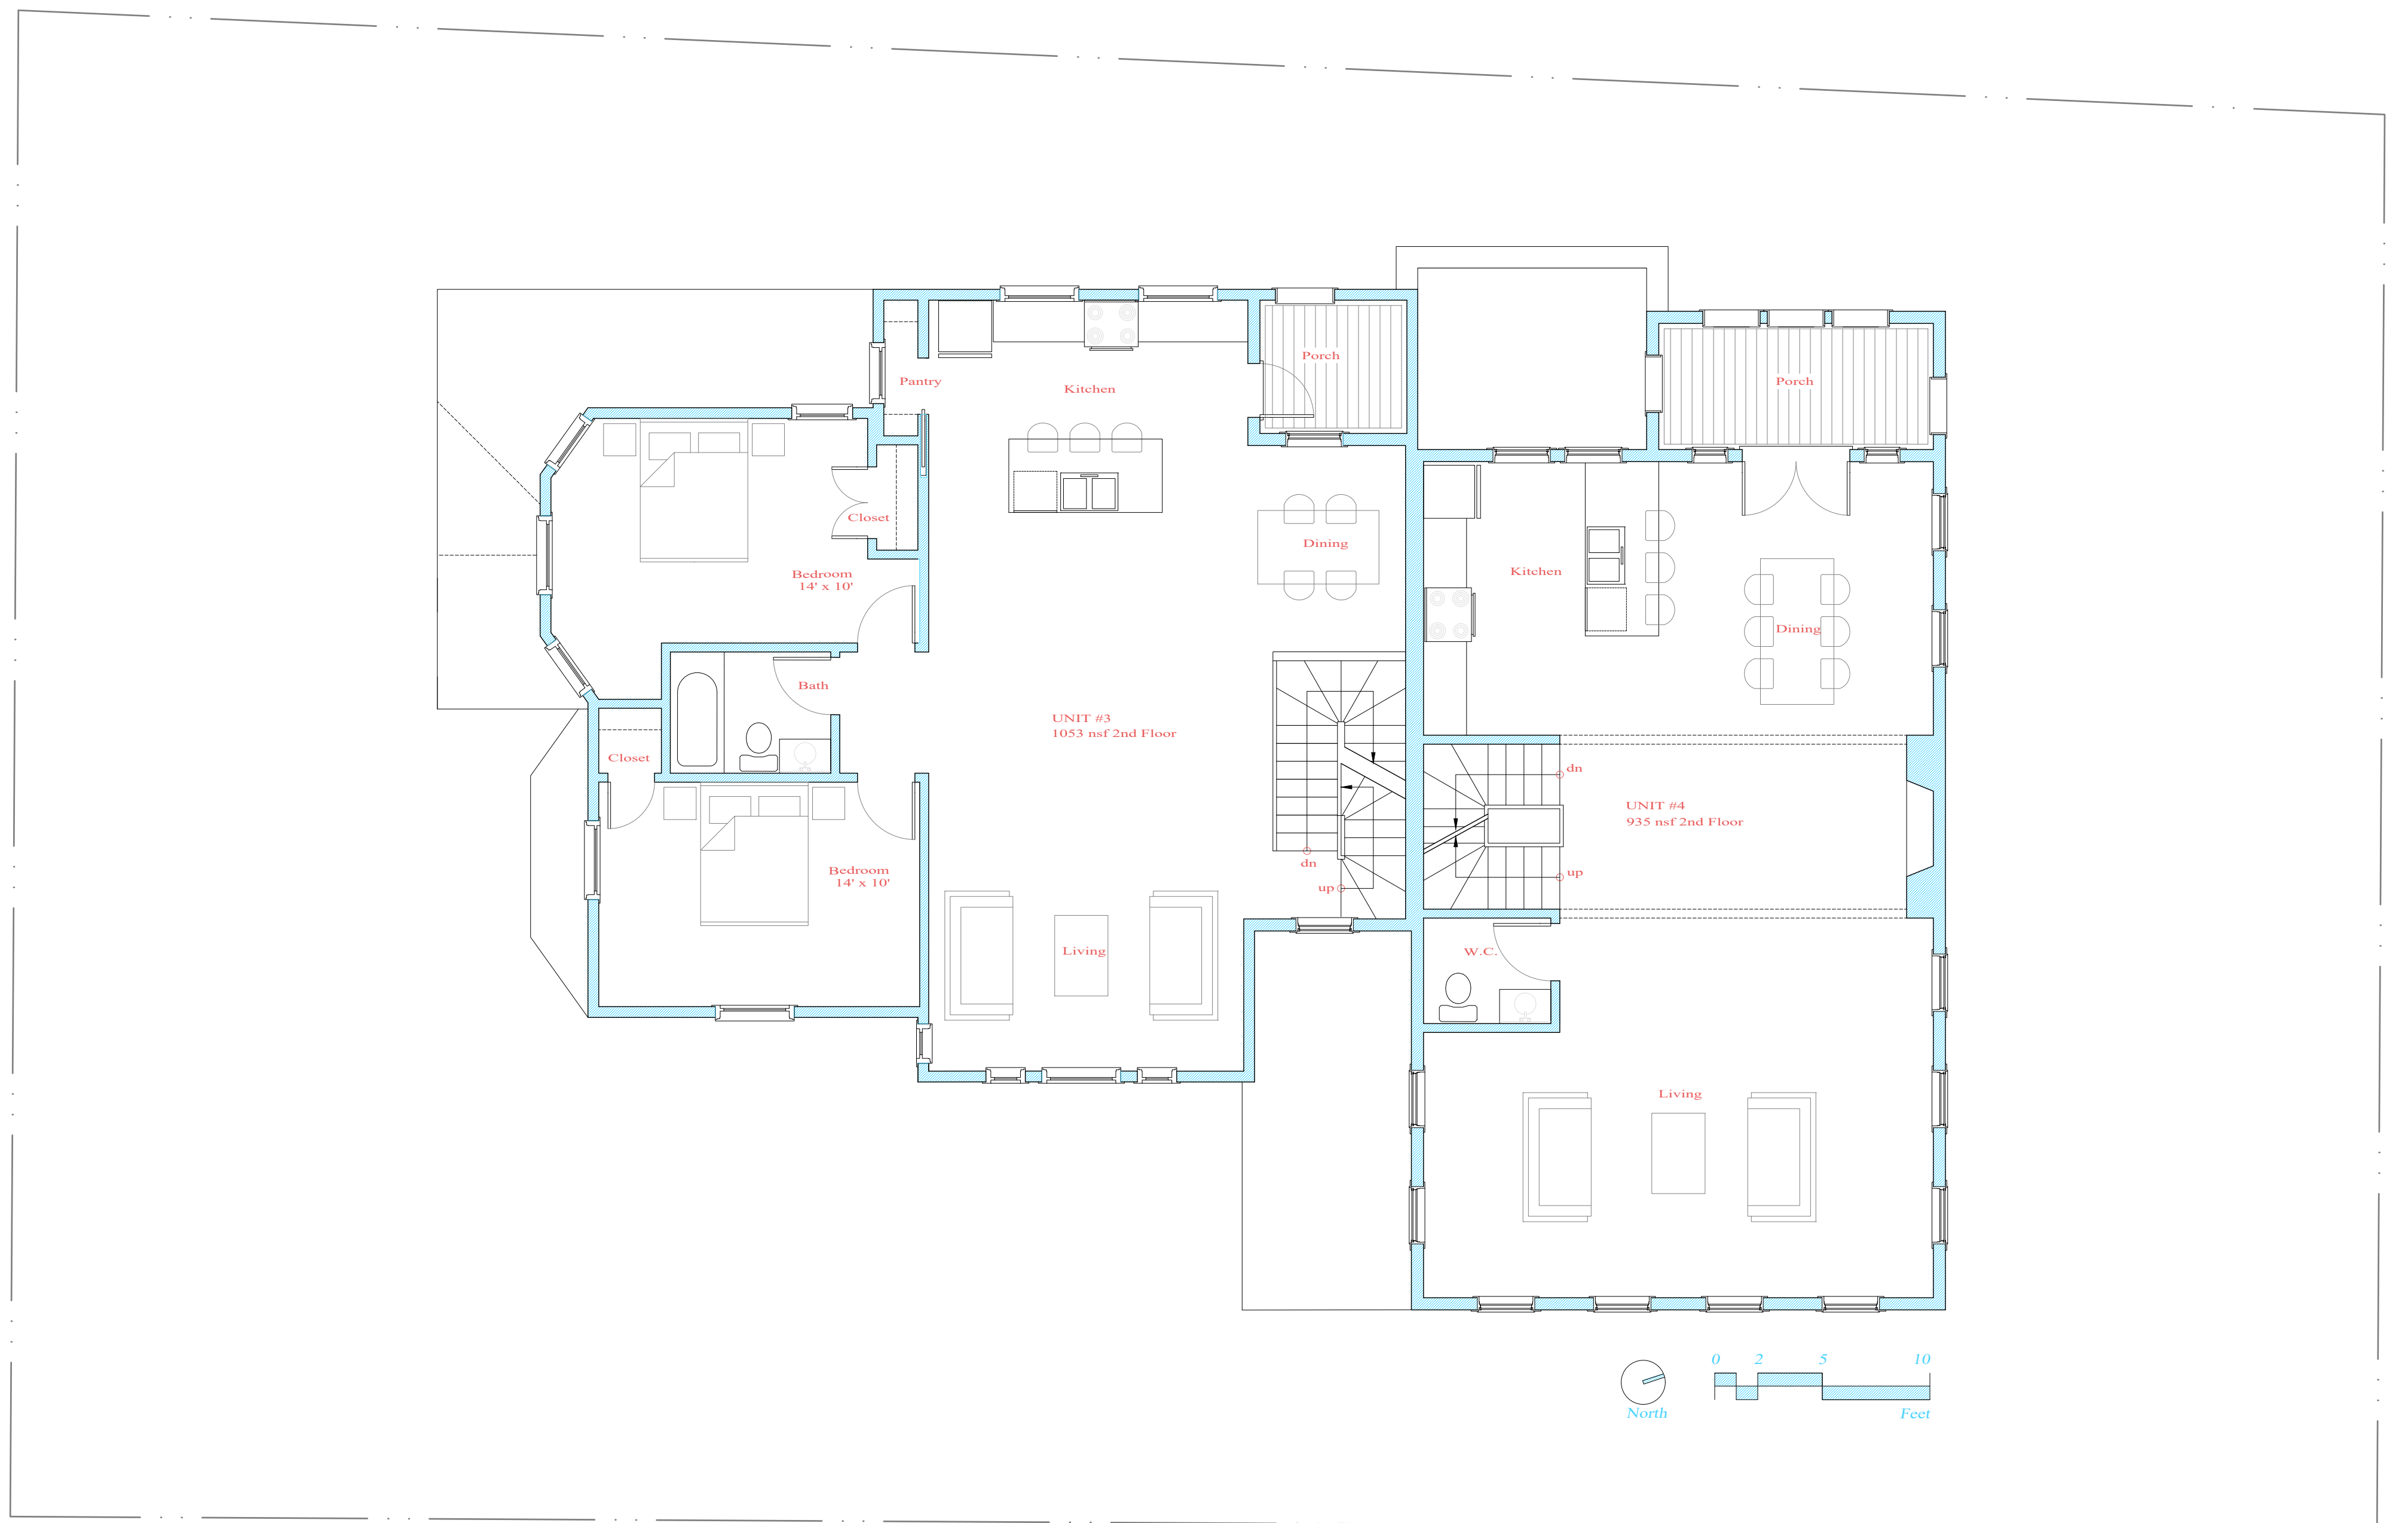 Porch
Pantry
Kitchen
Porch
Closet
Dining
Bedroom
14' x 10'
Kitchen
Dining
Bath
UNIT #3
1053 nsf 2nd Floor
Closet
dn
UNIT #4
935 nsf 2nd Floor
dn
up
up
Bedroom
14' x 10'
Living
W.C.
Living
0 2 5 10
North
Feet